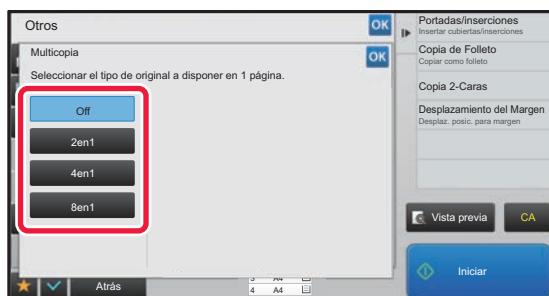 Otros
OK
Multicopia
OK
Seleccionar el tipo de original a disponer en 1 página.
Off
2en1
4en1
8en1
Atrás
3 A4
4 A4
Portadas/inserciones
Insertar cubiertas/inserciones
Copia de Folleto
Copiar como folleto
Copia 2-Caras
Desplazamiento del Margen
Desplaz. posic. para margen
Vista previa
CA
Iniciar